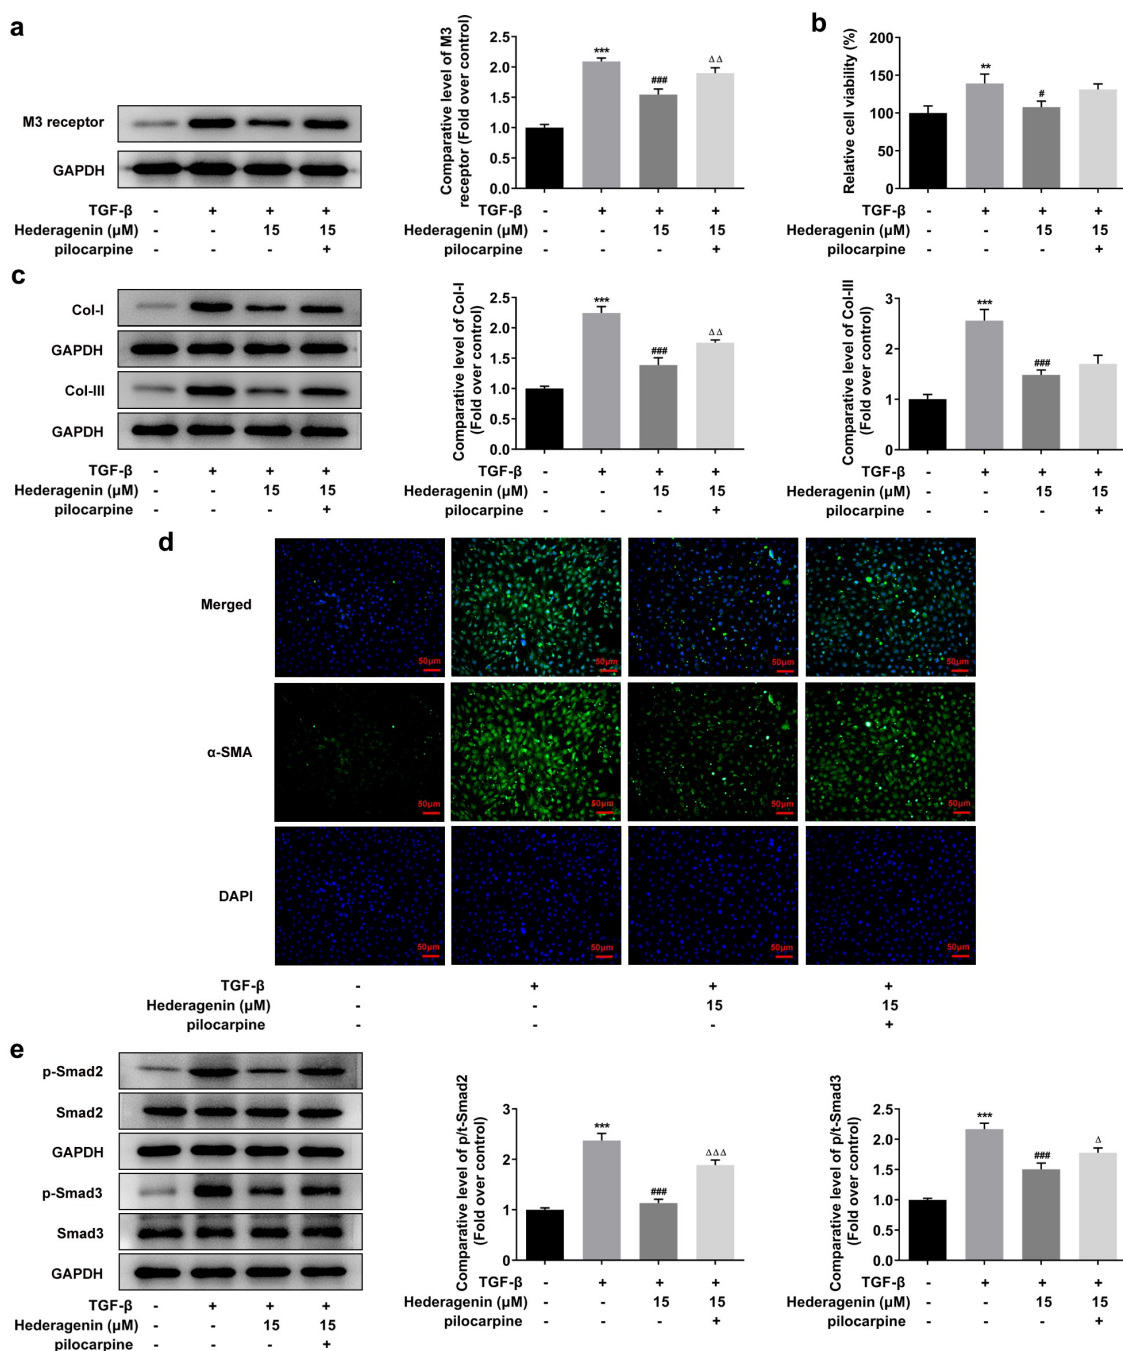 a
M3 receptor
GAPDH
TGF-β - + + +
Hederagenin (μM) - - 15 15
pilocarpine - - - +
Comparative level of M3
receptor (Fold over control)
2.5
2.0
1.5
1.0
0.5
0.0
***
###
ΔΔ
TGF-β - + + +
Hederagenin (μM) - - 15 15
pilocarpine - - - +
b
Relative cell viability (%)
200
150
100
50
0
**
#
TGF-β - + + +
Hederagenin (μM) - - 15 15
pilocarpine - - - +
c
Col-I
GAPDH
Col-III
GAPDH
TGF-β - + + +
Hederagenin (μM) - - 15 15
pilocarpine - - - +
Comparative level of Col-I
(Fold over control)
2.5
2.0
1.5
1.0
0.5
0.0
***
###
ΔΔ
TGF-β - + + +
Hederagenin (μM) - - 15 15
pilocarpine - - - +
Comparative level of Col-III
(Fold over control)
3
2
1
0
***
###
TGF-β - + + +
Hederagenin (μM) - - 15 15
pilocarpine - - - +
d
Merged
50μm 50μm 50μm 50μm
α-SMA
50μm 50μm 50μm 50μm
DAPI
50μm 50μm 50μm 50μm
TGF-β - + + +
Hederagenin (μM) - - 15 15
pilocarpine - - - +
e
p-Smad2
Smad2
GAPDH
p-Smad3
Smad3
GAPDH
TGF-β - + + +
Hederagenin (μM) - - 15 15
pilocarpine - - - +
Comparative level of p/t-Smad2
(Fold over control)
3
2
1
0
***
###
ΔΔΔ
TGF-β - + + +
Hederagenin (μM) - - 15 15
pilocarpine - - - +
Comparative level of p/t-Smad3
(Fold over control)
2.5
2.0
1.5
1.0
0.5
0.0
***
###
Δ
TGF-β - + + +
Hederagenin (μM) - - 15 15
pilocarpine - - - +